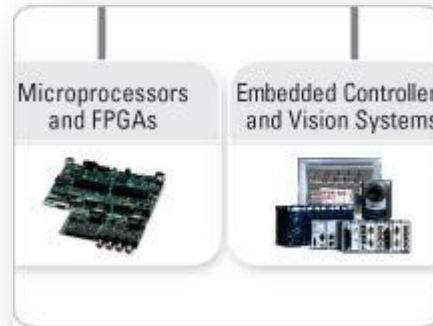 Microprocessors
and FPGAs
Embedded Controller
and Vision Systems